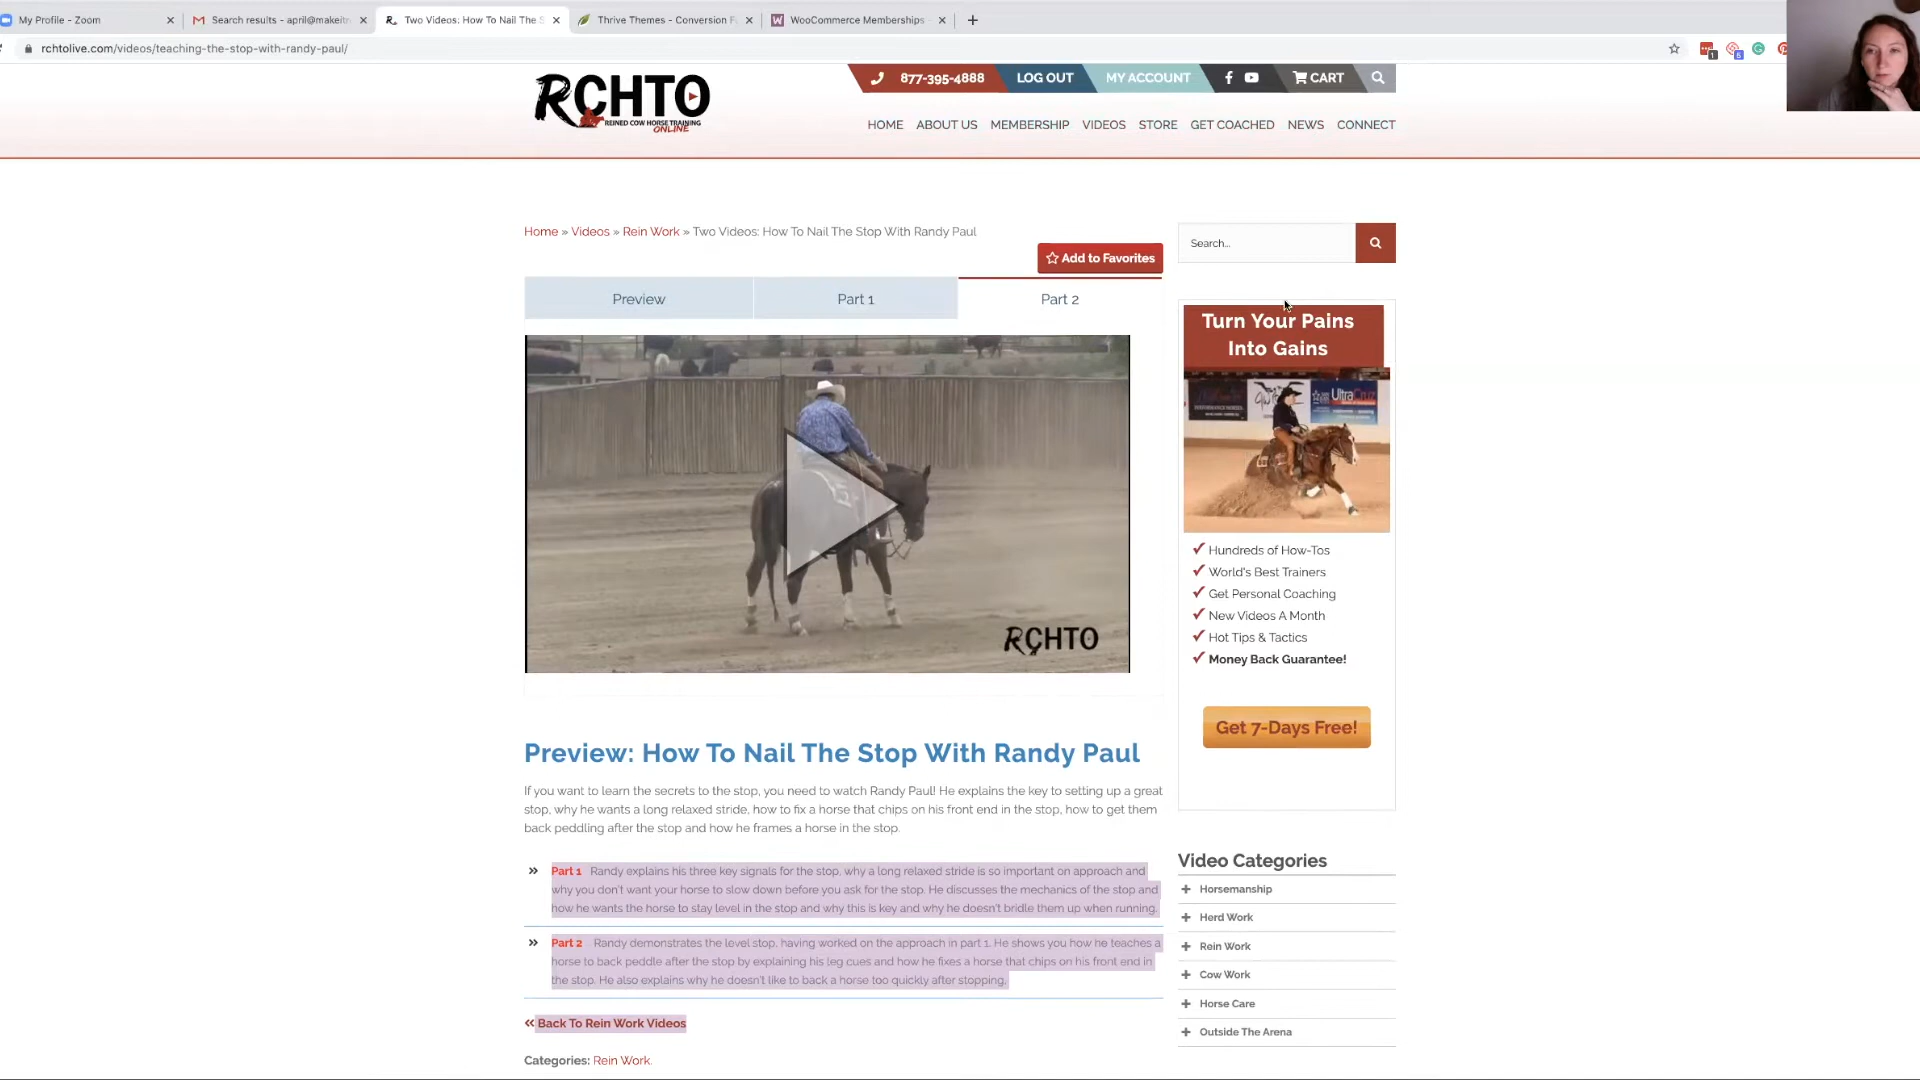 My Profile - Zoom
Search results - april@makeitr
Two Videos: How To Nail The S
Thrive Themes - Conversion F
WooCommerce Memberships -
rchtolive.com/videos/teaching-the-stop-with-randy-paul/
RCHTO
REINED COW HORSE TRAINING
ONLINE
877-395-4888
LOG OUT
MY ACCOUNT
CART
HOME
ABOUT US
MEMBERSHIP
VIDEOS
STORE
GET COACHED
NEWS
CONNECT
Home » Videos » Rein Work » Two Videos: How To Nail The Stop With Randy Paul
Add to Favorites
Preview
Part 1
Part 2
RCHTO
Preview: How To Nail The Stop With Randy Paul
If you want to learn the secrets to the stop, you need to watch Randy Paul! He explains the key to setting up a great
stop, why he wants a long relaxed stride, how to fix a horse that chips on his front end in the stop, how to get them
back peddling after the stop and how he frames a horse in the stop.
» Part 1 Randy explains his three key signals for the stop, why a long relaxed stride is so important on approach and
why you don't want your horse to slow down before you ask for the stop. He discusses the mechanics of the stop and
how he wants the horse to stay level in the stop and why this is key and why he doesn't bridle them up when running.
» Part 2 Randy demonstrates the level stop, having worked on the approach in part 1. He shows you how he teaches a
horse to back peddle after the stop by explaining his leg cues and how he fixes a horse that chips on his front end in
the stop. He also explains why he doesn't like to back a horse too quickly after stopping.
« Back To Rein Work Videos
Categories: Rein Work.
Search...
Turn Your Pains
Into Gains
UltraCruz
Hundreds of How-Tos
World's Best Trainers
Get Personal Coaching
New Videos A Month
Hot Tips & Tactics
Money Back Guarantee!
Get 7-Days Free!
Video Categories
Horsemanship
Herd Work
Rein Work
Cow Work
Horse Care
Outside The Arena